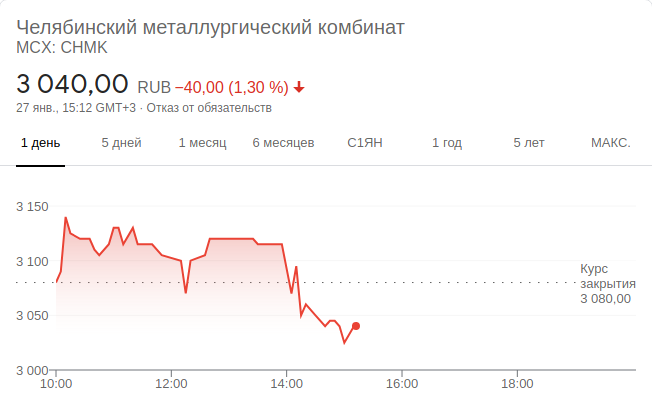 Челябинский металлургический комбинат
MCX: CHMK
3 040,00 RUB −40,00 (1,30 %)
27 янв., 15:12 GMT+3 · Отказ от обязательств
1 день 5 дней 1 месяц 6 месяцев С1ЯН 1 год 5 лет МАКС.
3 150
3 100
Курс
закрытия
3 080,00
3 050
3 000
10:00 12:00 14:00 16:00 18:00